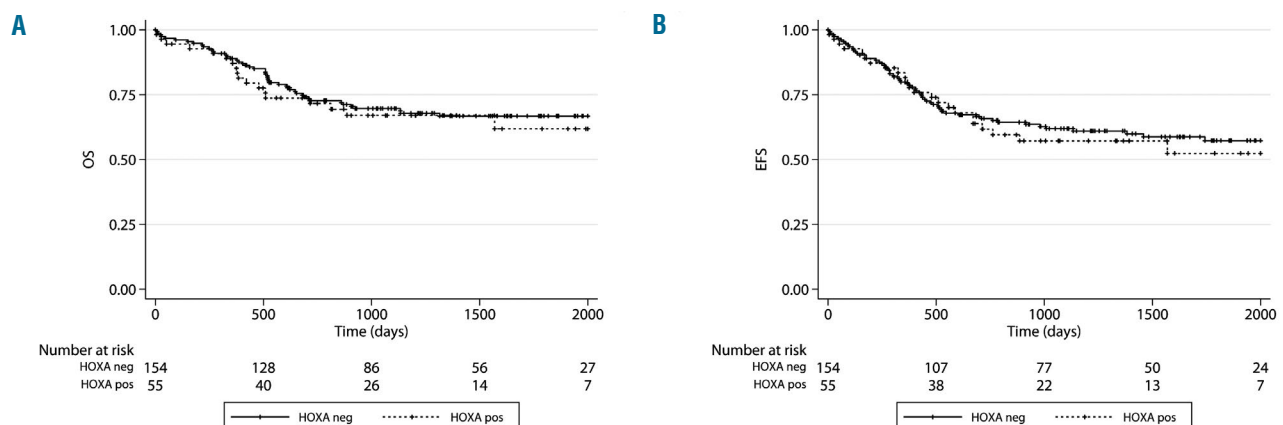 A
1.00
0.75
0.50
0.25
0.00
OS
0 500 1000 1500 2000
Time (days)
Number at risk
HOXA neg 154 128 86 56 27
HOXA pos 55 40 26 14 7
HOXA neg HOXA pos
B
1.00
0.75
0.50
0.25
0.00
EFS
0 500 1000 1500 2000
Time (days)
Number at risk
HOXA neg 154 107 77 50 24
HOXA pos 55 38 22 13 7
HOXA neg HOXA pos